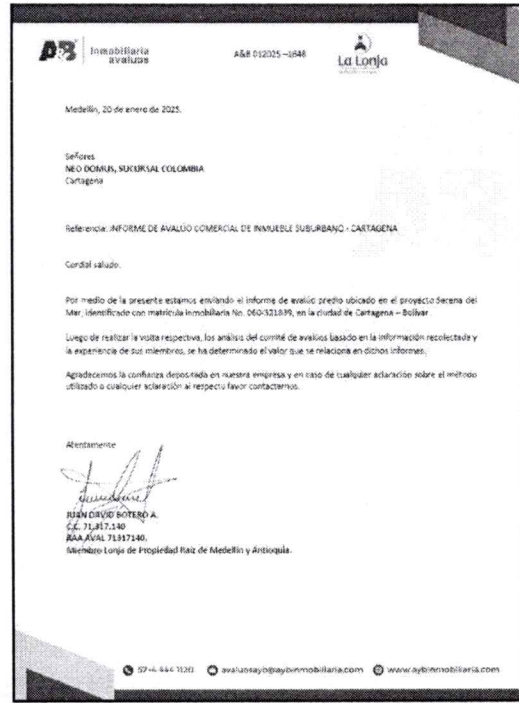 A&B Inmobiliaria
avalúos
A&B 012025 –1648
La Lonja
Medellín, 20 de enero de 2025.
Señores
NEO DOMUS, SUCURSAL COLOMBIA
Cartagena
Referencia: INFORME DE AVALÚO COMERCIAL DE INMUEBLE SUBURBANO - CARTAGENA
Cordial saludo.
Por medio de la presente estamos enviando el informe de avalúo predio ubicado en el proyecto Serena del
Mar, identificado con matrícula inmobiliaria No. 060-321839, en la ciudad de Cartagena – Bolívar
Luego de realizar la visita respectiva, los análisis del comité de avalúos basado en la información recolectada y
la experiencia de sus miembros, se ha determinado el valor que se relaciona en dichos informes.
Agradecemos la confianza depositada en nuestra empresa y en caso de cualquier aclaración sobre el método
utilizado o cualquier aclaración al respecto favor contactarnos.
Atentamente
JUAN DAVID BOTERO A.
C.C. 71.317.140
RAA AVAL 71317140.
Miembro Lonja de Propiedad Raíz de Medellín y Antioquia.
57-4 444 1120 avaluosayb@aybinmobiliaria.com www.aybinmobiliaria.com